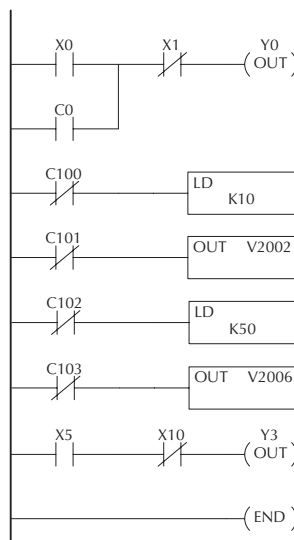 X0 X1 Y0
OUT
C0
C100
LD
K10
C101
OUT V2002
C102
LD
K50
C103
OUT V2006
X5 X10 Y3
OUT
END